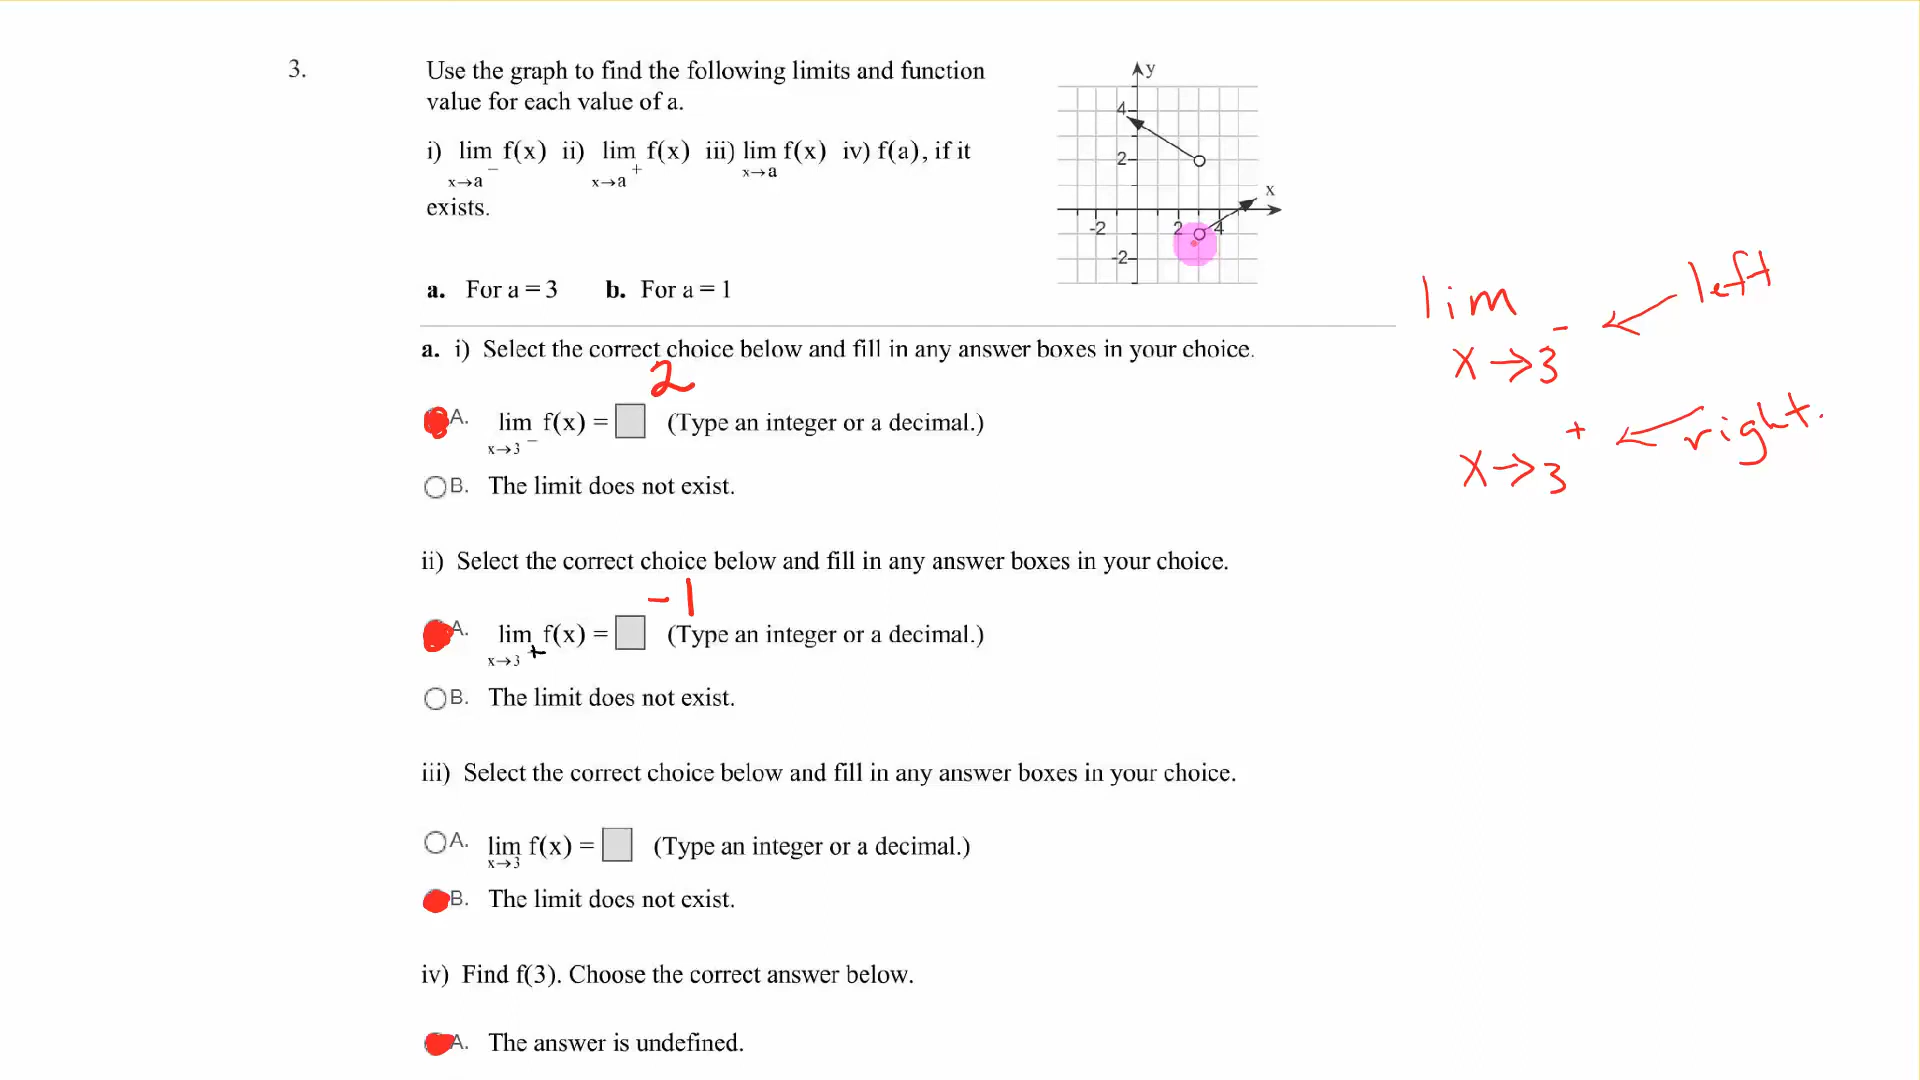 3.
Use the graph to find the following limits and function
value for each value of a.
i) lim f(x) ii) lim f(x) iii) lim f(x) iv) f(a), if it
x→a⁻ x→a⁺ x→a
exists.
y
4
2
-2 2 4
-2
x
a. For a = 3 b. For a = 1
lim
x→3⁻ ← left
x→3⁺ ← right.
a. i) Select the correct choice below and fill in any answer boxes in your choice.
2
A. lim f(x) = (Type an integer or a decimal.)
x→3⁻
B. The limit does not exist.
ii) Select the correct choice below and fill in any answer boxes in your choice.
-1
A. lim f(x) = (Type an integer or a decimal.)
x→3 +
B. The limit does not exist.
iii) Select the correct choice below and fill in any answer boxes in your choice.
A. lim f(x) = (Type an integer or a decimal.)
x→3
B. The limit does not exist.
iv) Find f(3). Choose the correct answer below.
A. The answer is undefined.